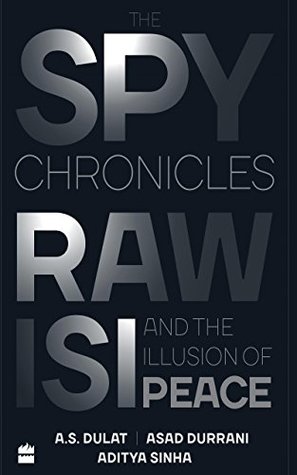 THE
SPY
CHRONICLES
RAW
ISI AND THE
ILLUSION OF
PEACE
A.S. DULAT | ASAD DURRANI
ADITYA SINHA